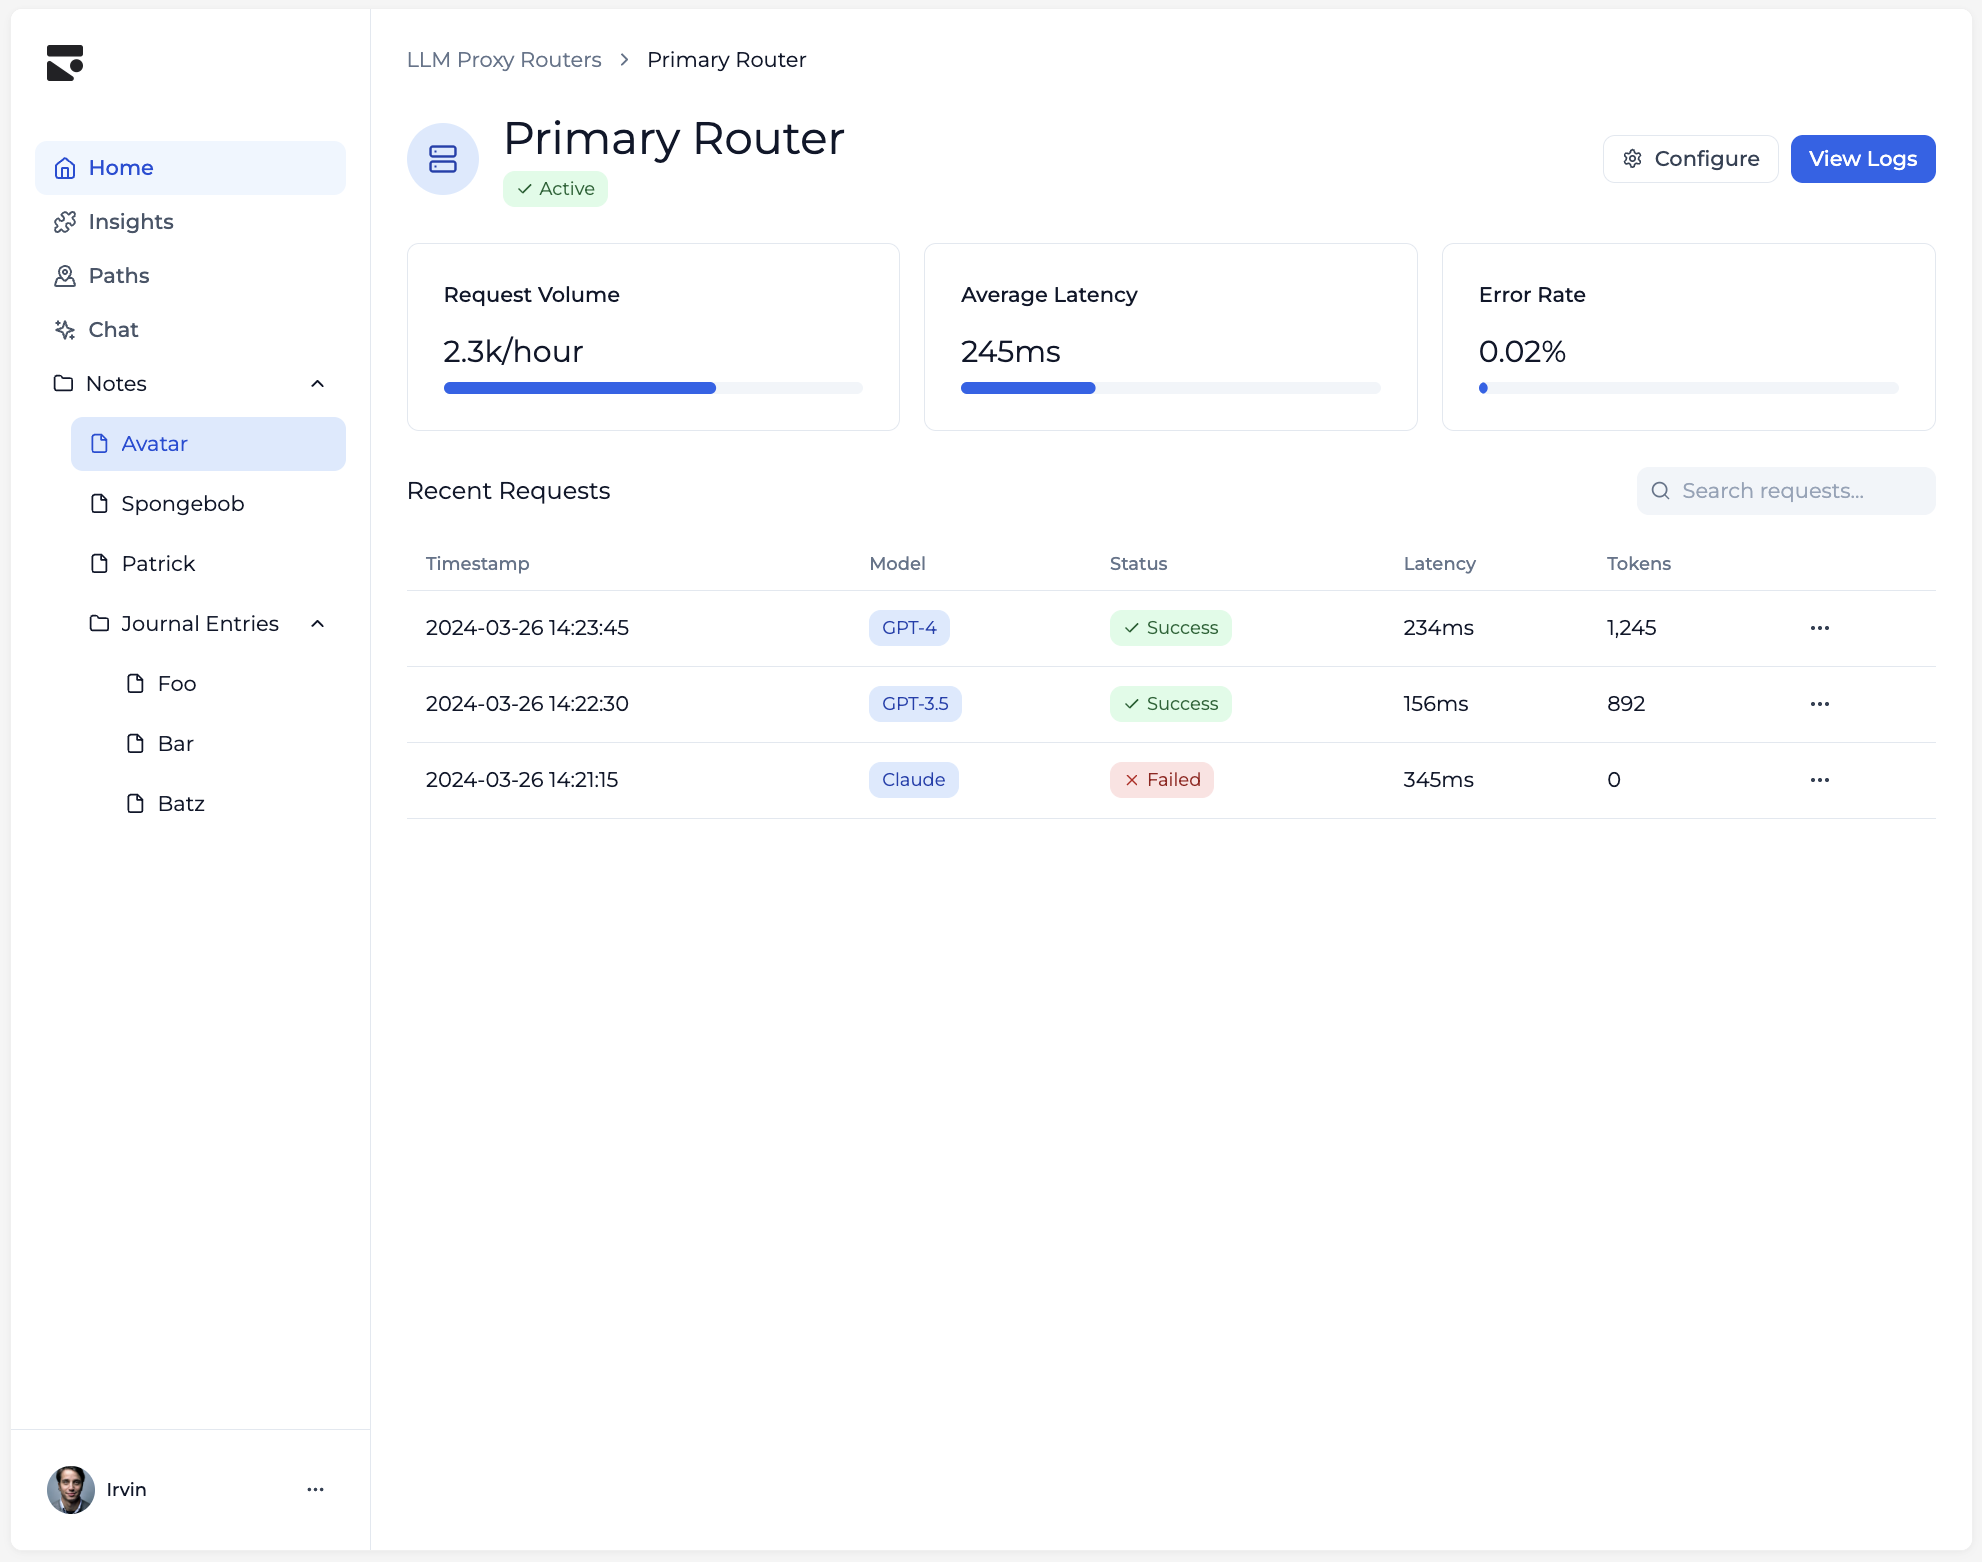 Home
Insights
Paths
Chat
Notes
Avatar
Spongebob
Patrick
Journal Entries
Foo
Bar
Batz
Irvin
LLM Proxy Routers > Primary Router
Primary Router
Active
Configure
View Logs
Request Volume
2.3k/hour
Average Latency
245ms
Error Rate
0.02%
Recent Requests
Search requests...
Timestamp Model Status Latency Tokens
2024-03-26 14:23:45 GPT-4 Success 234ms 1,245
2024-03-26 14:22:30 GPT-3.5 Success 156ms 892
2024-03-26 14:21:15 Claude Failed 345ms 0